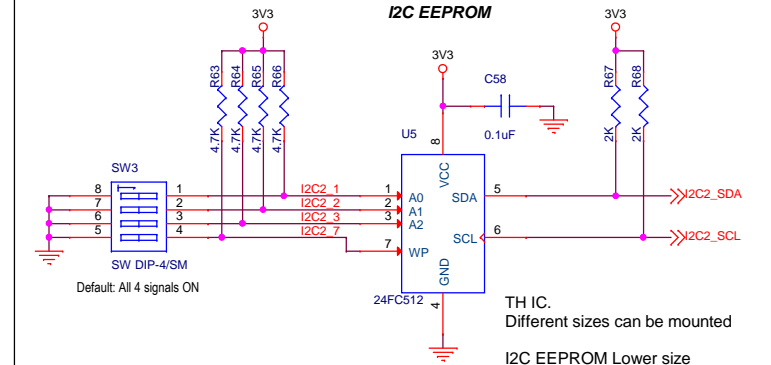 I2C EEPROM
3V3
3V3
3V3
R63
R64
R65
R66
4.7K
4.7K
4.7K
4.7K
R67
R68
2K
2K
C58
0.1uF
U5
SW3
8
7
6
5
1
2
3
4
I2C2_1
I2C2_2
I2C2_3
I2C2_7
1
2
3
7
A0
A1
A2
WP
8
VCC
SDA
SCL
GND
4
5
6
I2C2_SDA
I2C2_SCL
SW DIP-4/SM
Default: All 4 signals ON
24FC512
TH IC.
Different sizes can be mounted
I2C EEPROM Lower size